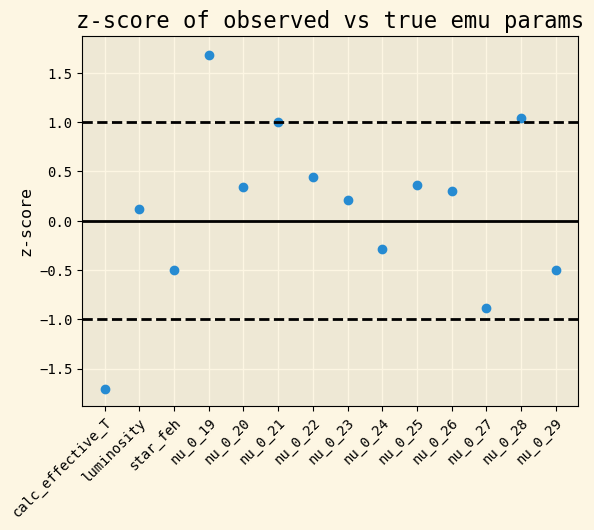 z-score of observed vs true emu params
z-score
1.5
1.0
0.5
0.0
−0.5
−1.0
−1.5
calc_effective_T
luminosity
star_feh
nu_0_19
nu_0_20
nu_0_21
nu_0_22
nu_0_23
nu_0_24
nu_0_25
nu_0_26
nu_0_27
nu_0_28
nu_0_29